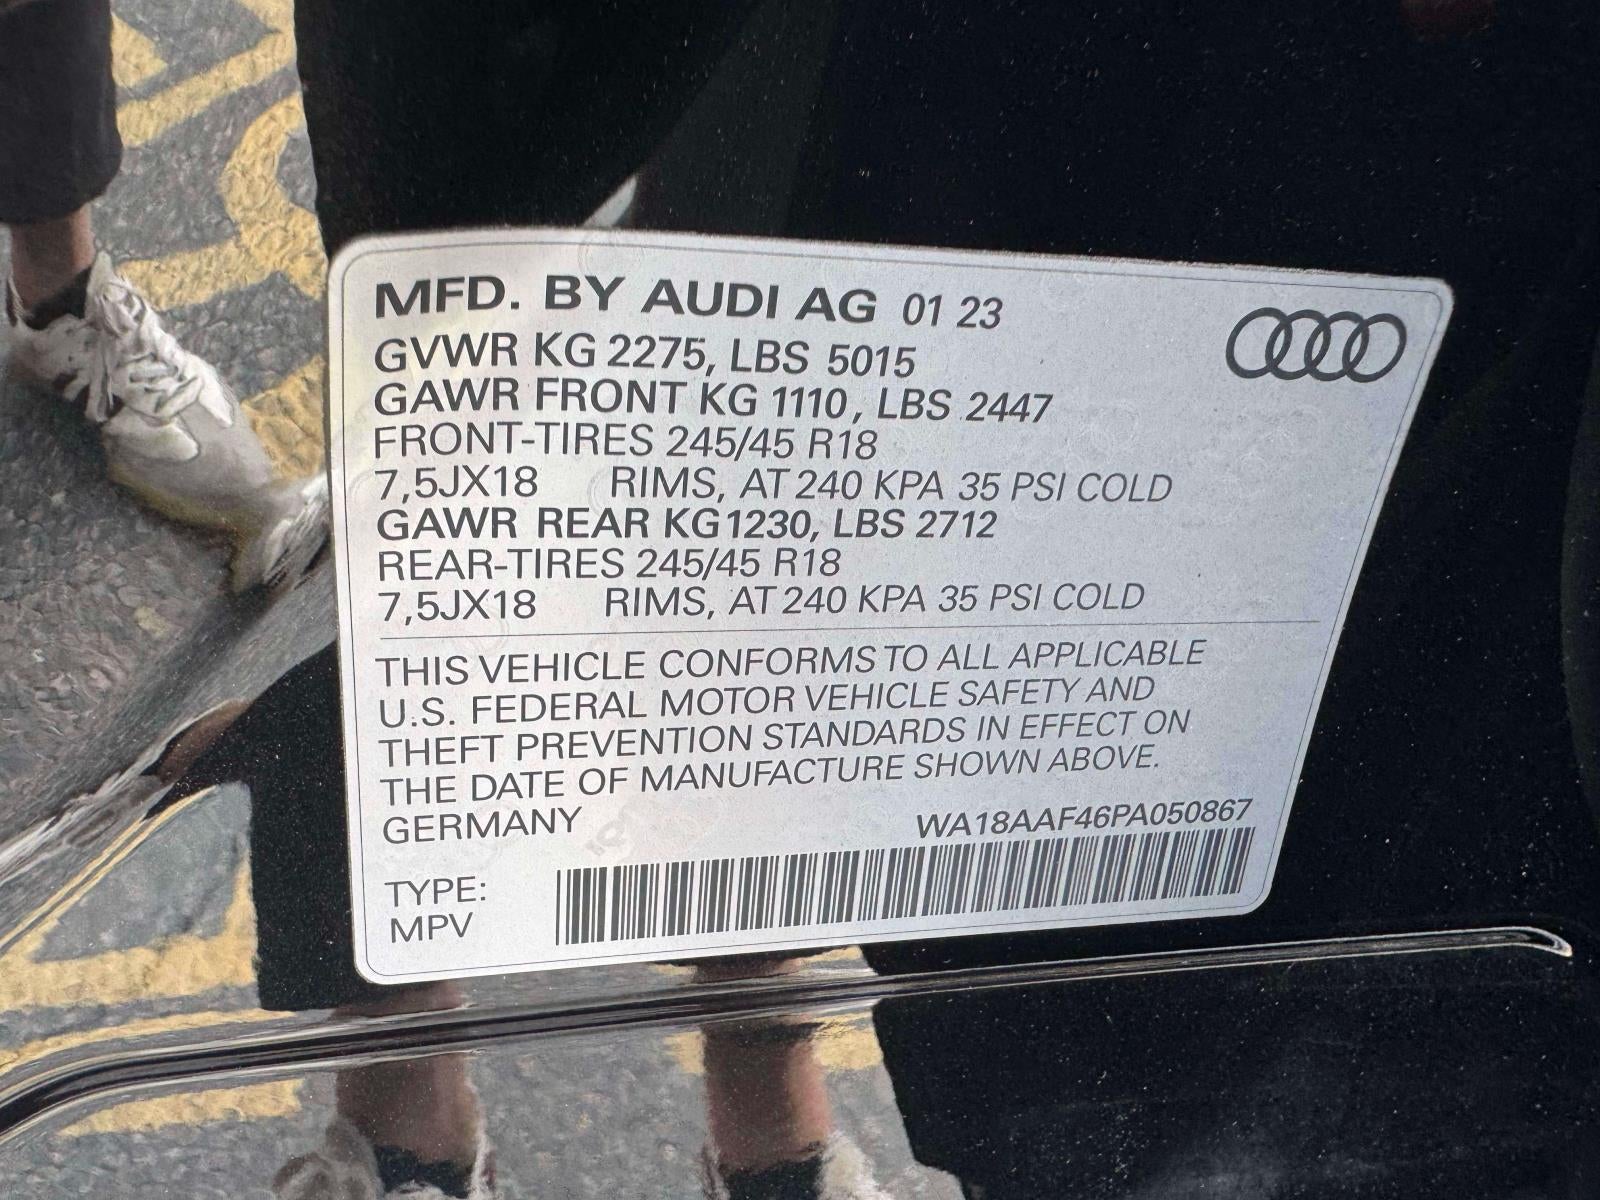 MFD. BY AUDI AG 01 23
GVWR KG 2275, LBS 5015
GAWR FRONT KG 1110, LBS 2447
FRONT-TIRES 245/45 R18
7,5JX18 RIMS, AT 240 KPA 35 PSI COLD
GAWR REAR KG 1230, LBS 2712
REAR-TIRES 245/45 R18
7,5JX18 RIMS, AT 240 KPA 35 PSI COLD
THIS VEHICLE CONFORMS TO ALL APPLICABLE
U.S. FEDERAL MOTOR VEHICLE SAFETY AND
THEFT PREVENTION STANDARDS IN EFFECT ON
THE DATE OF MANUFACTURE SHOWN ABOVE.
GERMANY WA18AAF46PA050867
TYPE:
MPV